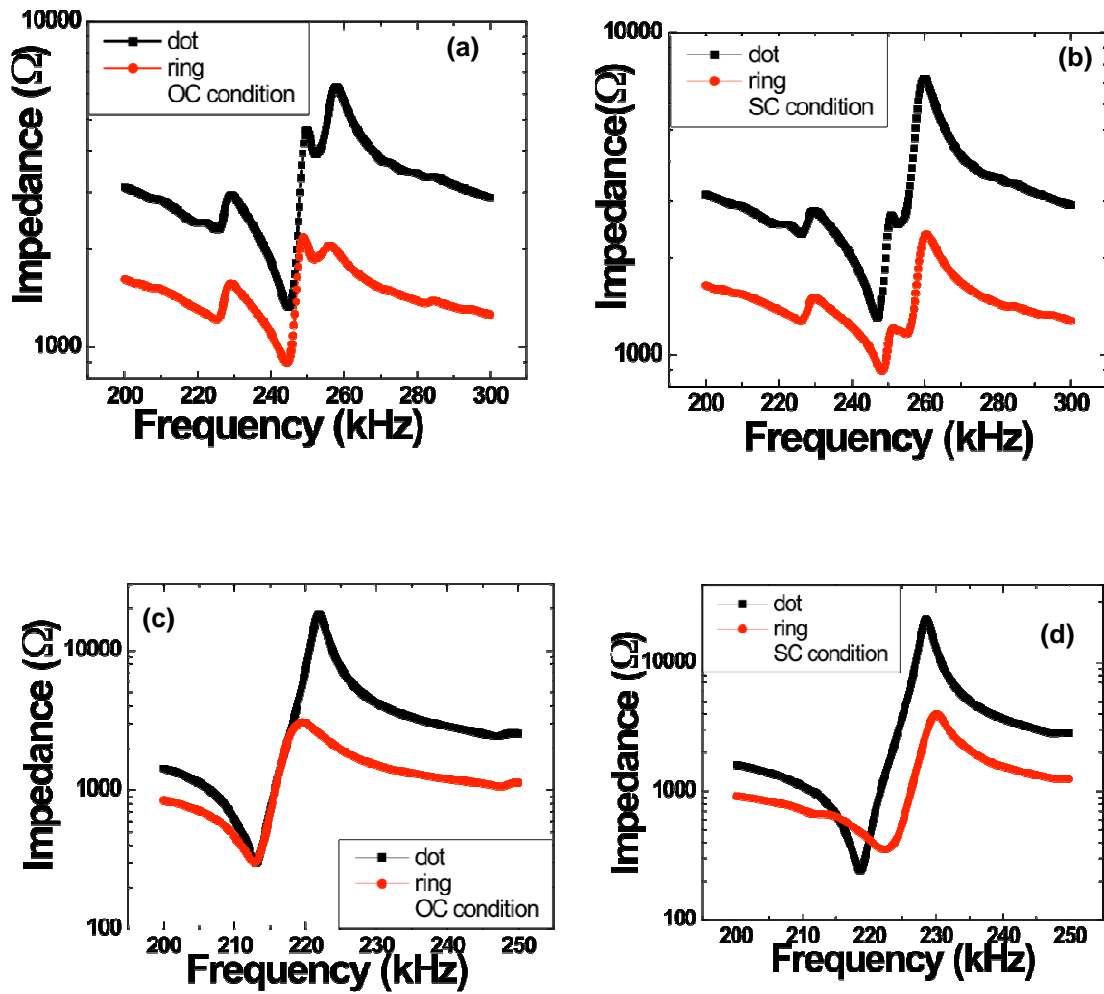 (a)
dot
ring
OC condition
Impedance (Ω)
10000
1000
200 220 240 260 280 300
Frequency (kHz)
(b)
dot
ring
SC condition
Impedance(Ω)
10000
1000
200 220 240 260 280 300
Frequency (kHz)
(c)
dot
ring
OC condition
Impedance (Ω)
10000
1000
100
200 210 220 230 240 250
Frequency (kHz)
(d)
dot
ring
SC condition
Impedance (Ω)
10000
1000
100
200 210 220 230 240 250
Frequency (kHz)